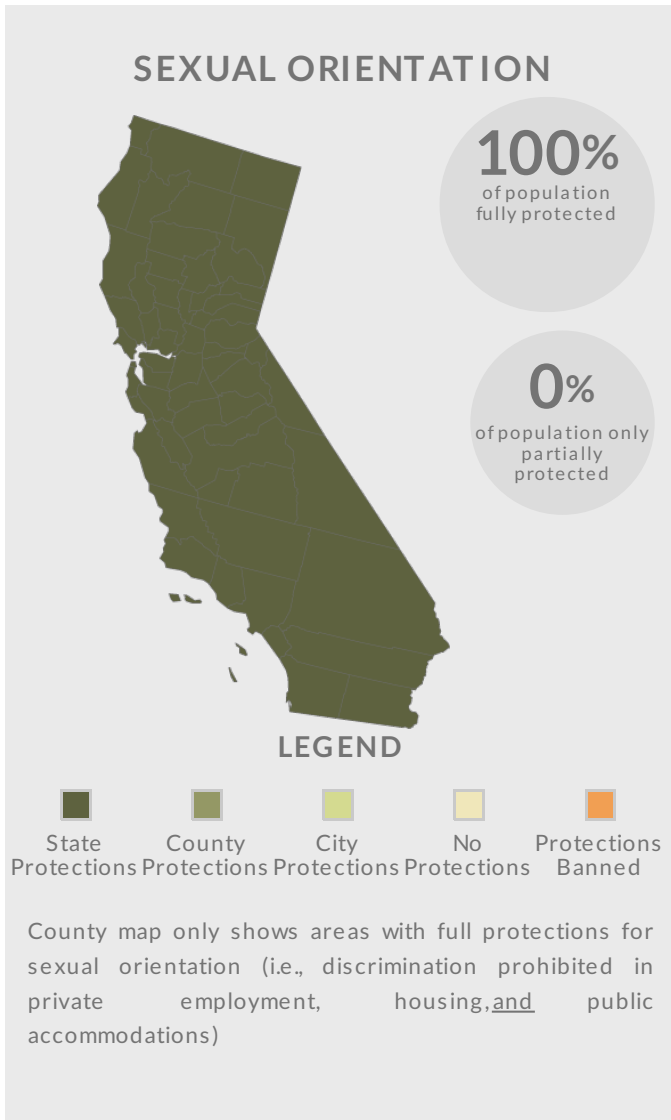 SEXUAL ORIENTATION
100%
of population
fully protected
0%
of population only
partially
protected
LEGEND
State
Protections
County
Protections
City
Protections
No
Protections
Protections
Banned
County map only shows areas with full protections for
sexual orientation (i.e., discrimination prohibited in
private employment, housing,and public
accommodations)